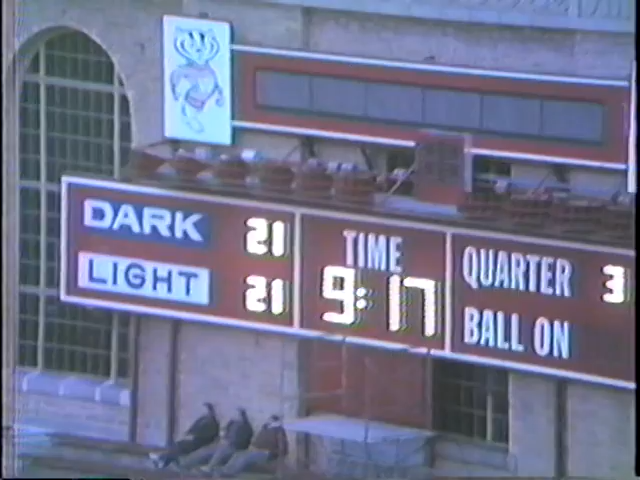 DARK 21
LIGHT 21
TIME
9:17
QUARTER 3
BALL ON